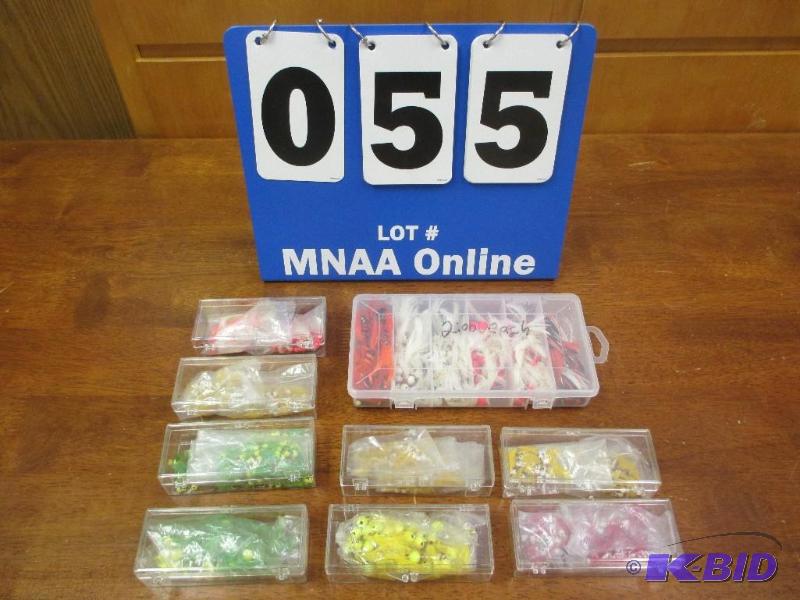 055
LOT #
MNAA Online
© K-BID